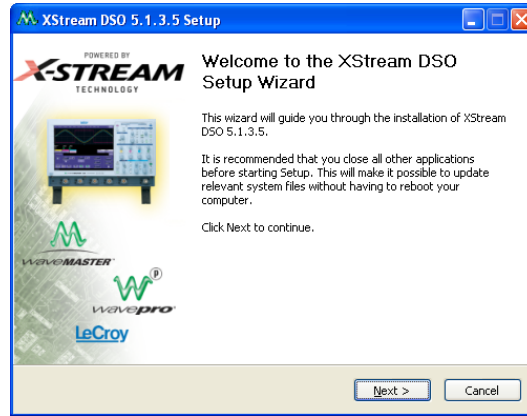 XStream DSO 5.1.3.5 Setup
POWERED BY
X-STREAM
TECHNOLOGY
Welcome to the XStream DSO
Setup Wizard
This wizard will guide you through the installation of XStream
DSO 5.1.3.5.
It is recommended that you close all other applications
before starting Setup. This will make it possible to update
relevant system files without having to reboot your
computer.
Click Next to continue.
WAVEMASTER
p
wavepro
LeCroy
Next >
Cancel